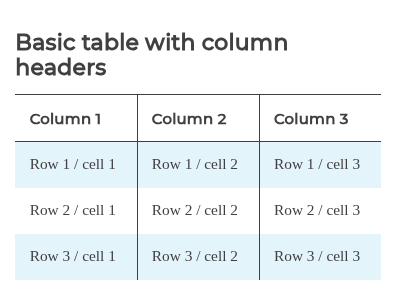 Basic table with column
headers
Column 1 Column 2 Column 3
Row 1 / cell 1 Row 1 / cell 2 Row 1 / cell 3
Row 2 / cell 1 Row 2 / cell 2 Row 2 / cell 3
Row 3 / cell 1 Row 3 / cell 2 Row 3 / cell 3